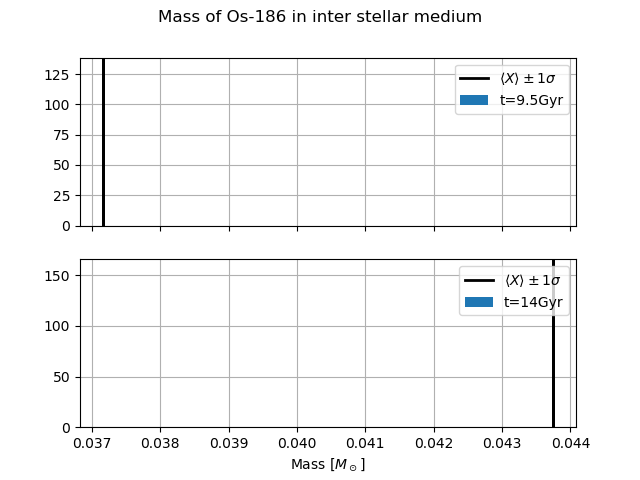 Mass of Os-186 in inter stellar medium
125
100
75
50
25
0
⟨X⟩ ± 1σ
t=9.5Gyr
150
100
50
0
⟨X⟩ ± 1σ
t=14Gyr
0.037 0.038 0.039 0.040 0.041 0.042 0.043 0.044
Mass [M⊙]